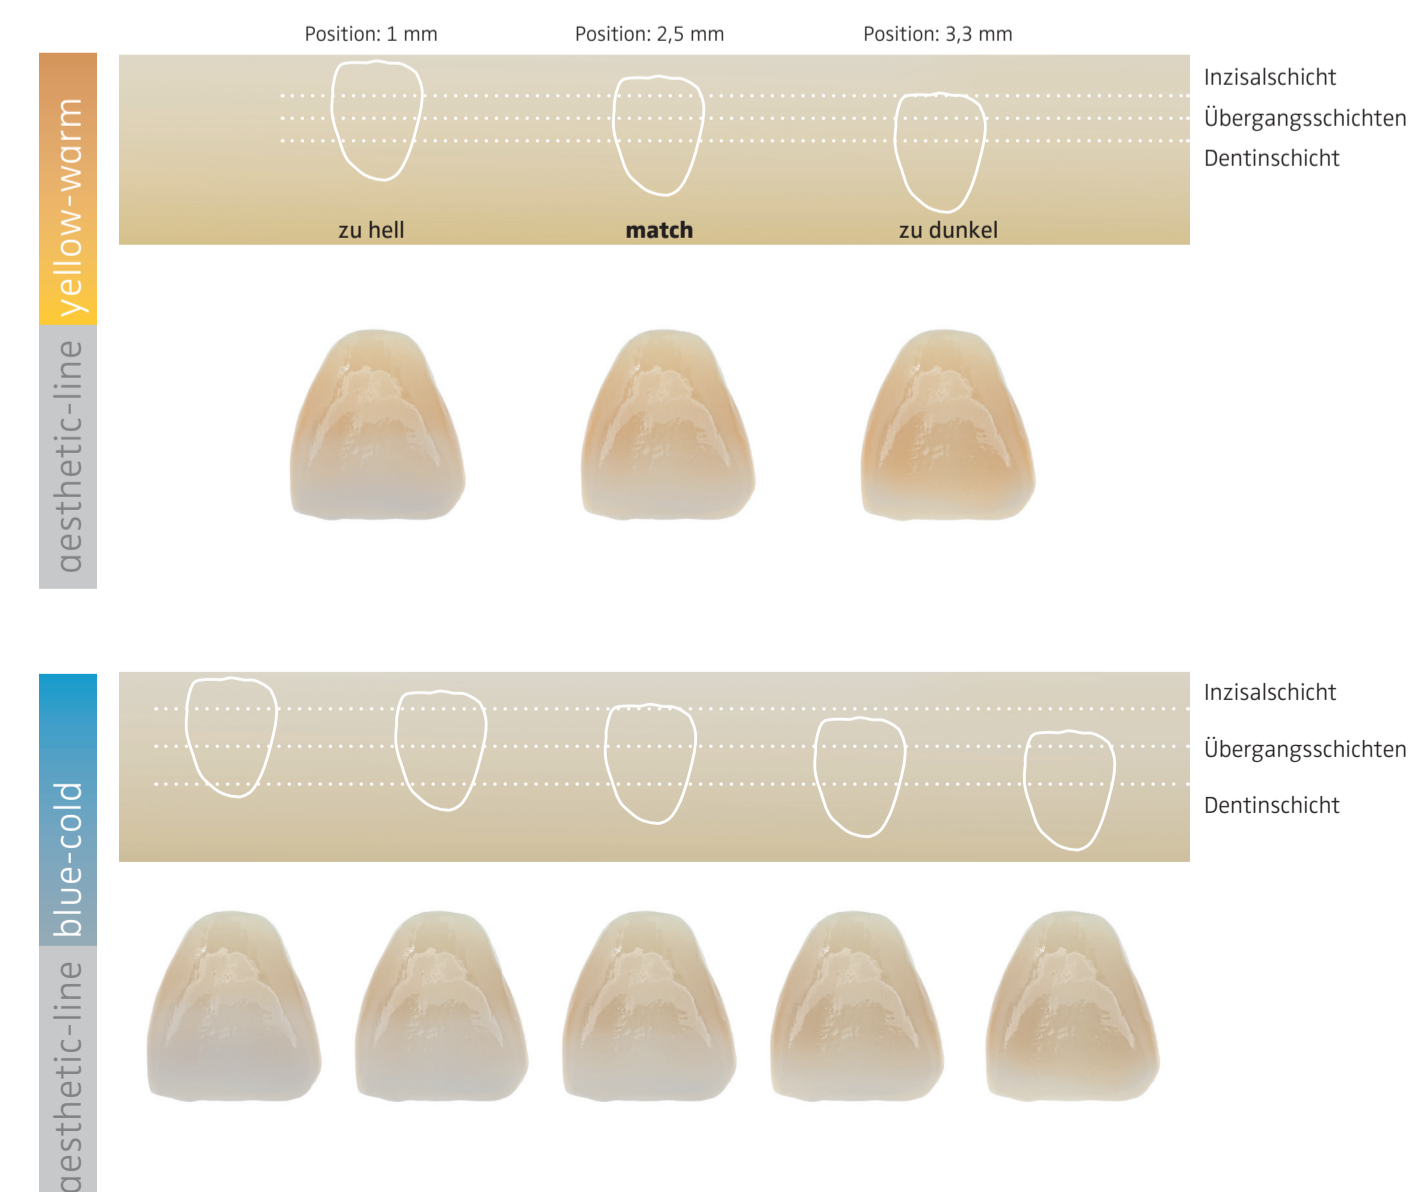 Position: 1 mm
Position: 2,5 mm
Position: 3,3 mm
yellow-warm
aesthetic-line
Inzisalschicht
Übergangsschichten
Dentinschicht
zu hell
match
zu dunkel
blue-cold
aesthetic-line
Inzisalschicht
Übergangsschichten
Dentinschicht